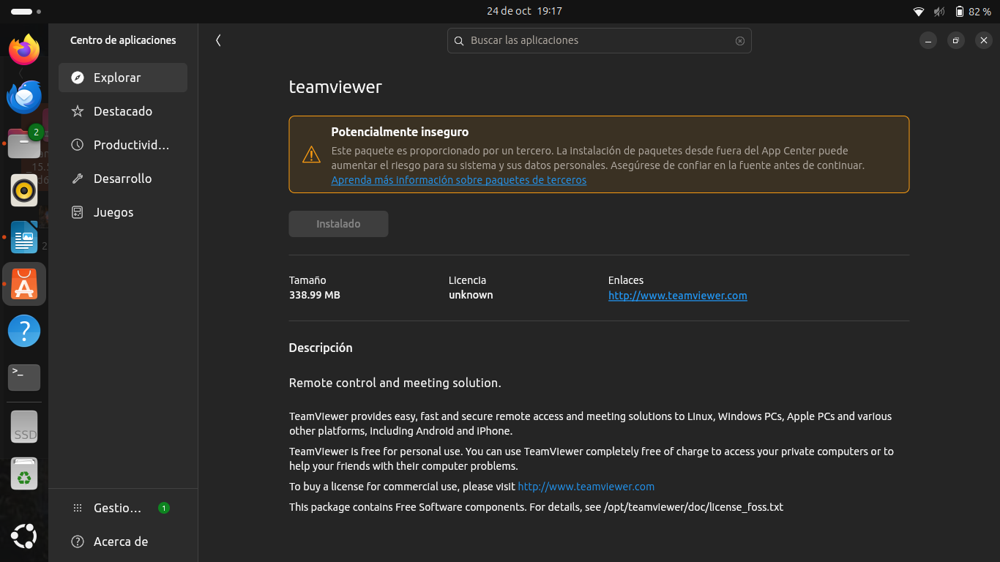 24 de oct 19:17
82 %
Centro de aplicaciones
Buscar las aplicaciones
Explorar
Destacado
Productivid...
Desarrollo
Juegos
teamviewer
Potencialmente inseguro
Este paquete es proporcionado por un tercero. La instalación de paquetes desde fuera del App Center puede
aumentar el riesgo para su sistema y sus datos personales. Asegúrese de confiar en la fuente antes de continuar.
Aprenda más información sobre paquetes de terceros
Instalado
Tamaño
338.99 MB
Licencia
unknown
Enlaces
http://www.teamviewer.com
Descripción
Remote control and meeting solution.
TeamViewer provides easy, fast and secure remote access and meeting solutions to Linux, Windows PCs, Apple PCs and various
other platforms, including Android and iPhone.
TeamViewer is free for personal use. You can use TeamViewer completely free of charge to access your private computers or to
help your friends with their computer problems.
To buy a license for commercial use, please visit http://www.teamviewer.com
This package contains Free Software components. For details, see /opt/teamviewer/doc/license_foss.txt
Gestio... 1
Acerca de
2
>_
?
SSD